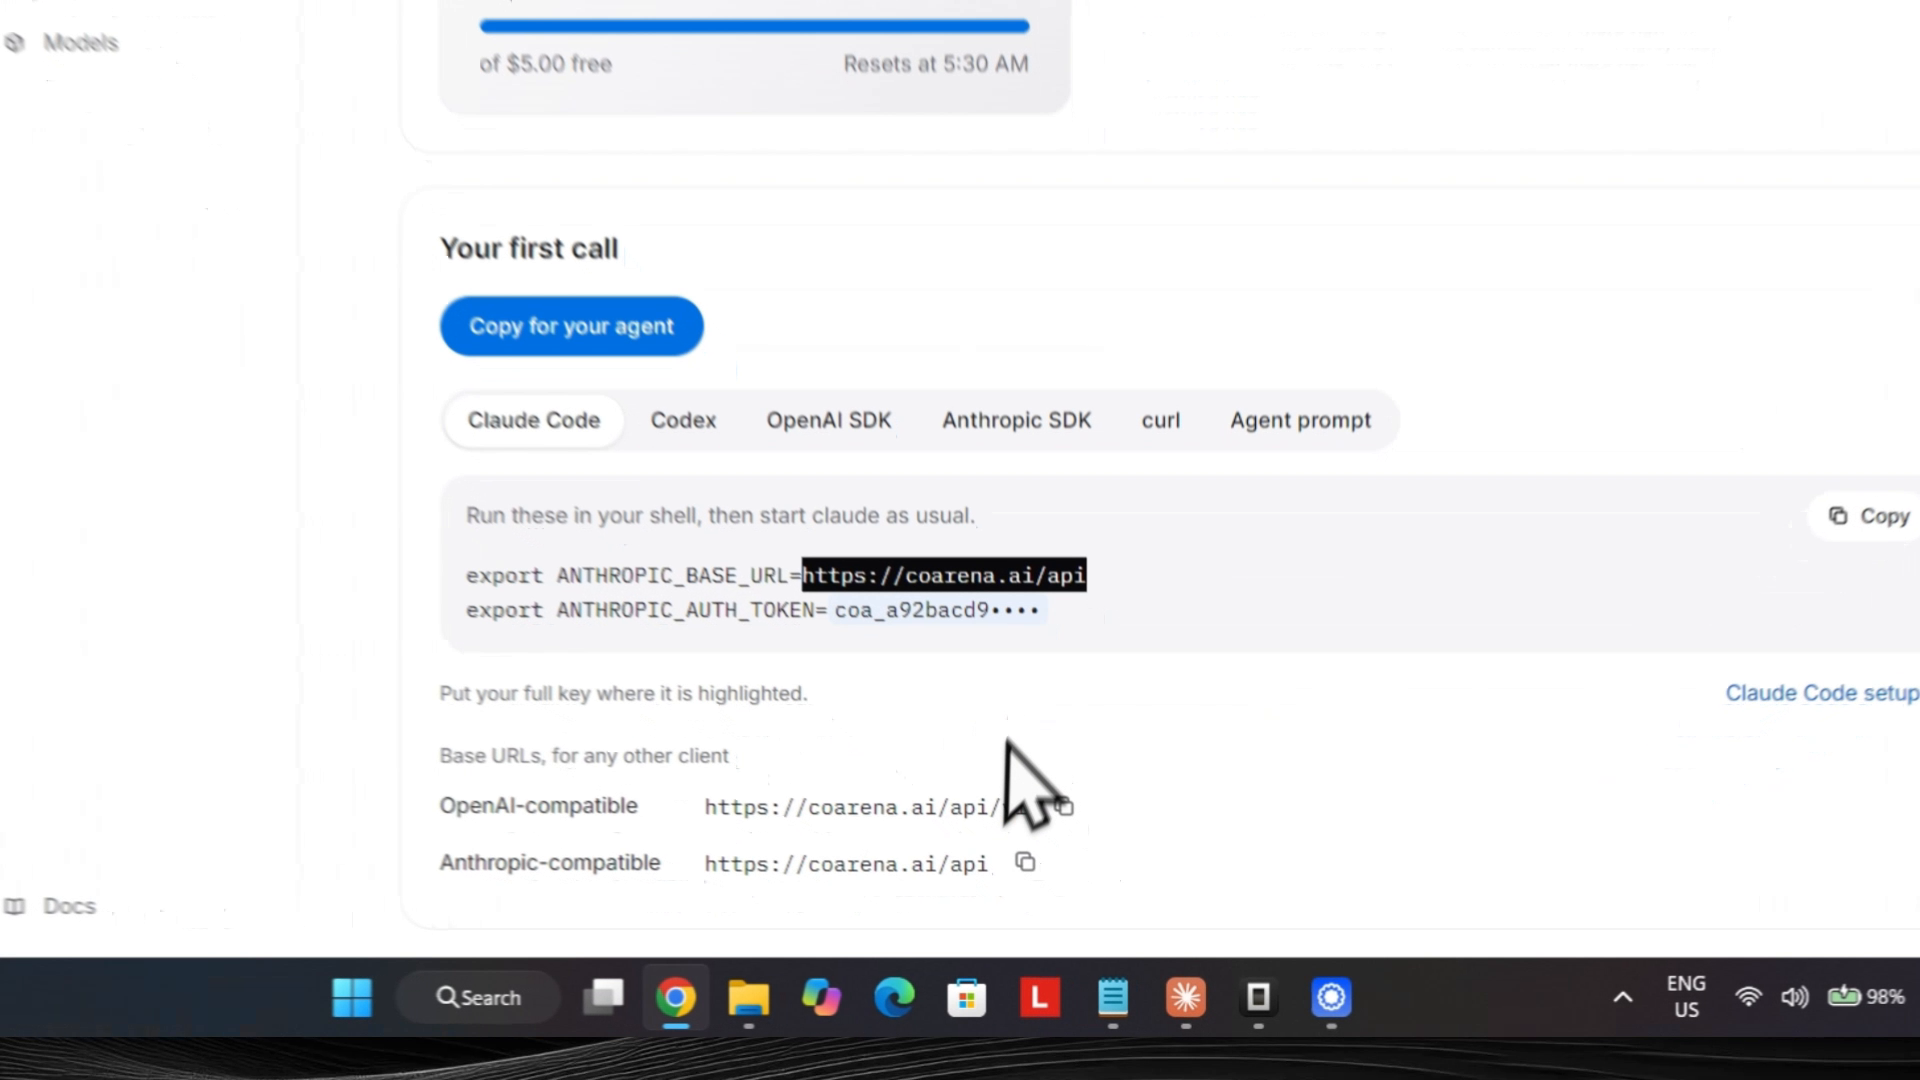 Models
of $5.00 free
Resets at 5:30 AM
Your first call
Copy for your agent
Claude Code
Codex
OpenAI SDK
Anthropic SDK
curl
Agent prompt
Run these in your shell, then start claude as usual.
Copy
export ANTHROPIC_BASE_URL=https://coarena.ai/api
export ANTHROPIC_AUTH_TOKEN=coa_a92bacd9••••
Put your full key where it is highlighted.
Claude Code setup
Base URLs, for any other client
OpenAI-compatible
https://coarena.ai/api/
Anthropic-compatible
https://coarena.ai/api
Docs
Search
L
ENG
US
98%